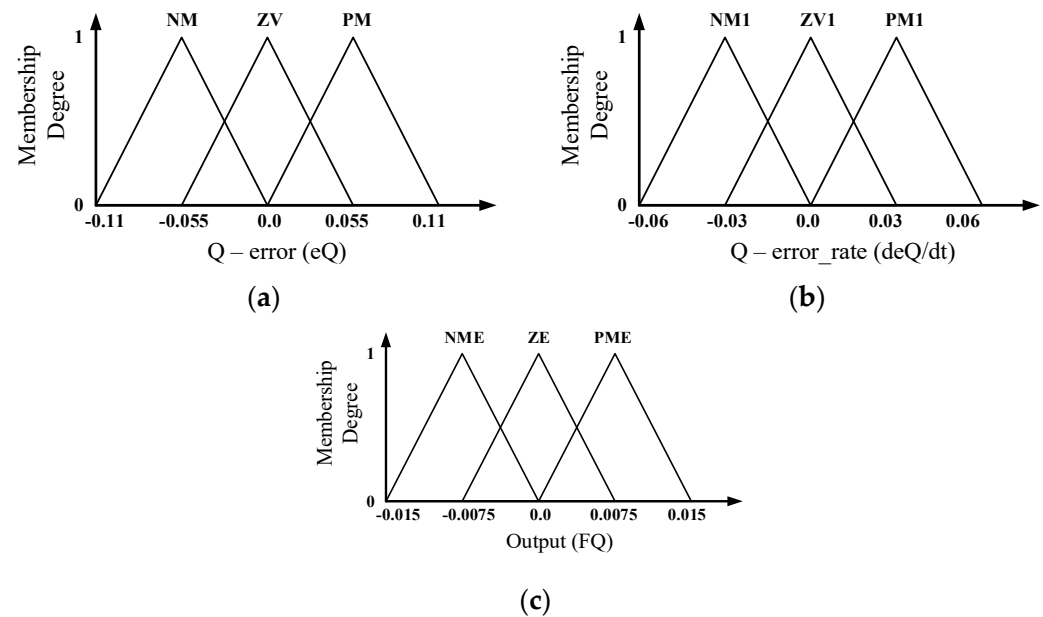 NM ZV PM
1
Membership
Degree
0
-0.11 -0.055 0.0 0.055 0.11
Q – error (eQ)
(a)
NM1 ZV1 PM1
1
Membership
Degree
0
-0.06 -0.03 0.0 0.03 0.06
Q – error_rate (deQ/dt)
(b)
NME ZE PME
1
Membership
Degree
0
-0.015 -0.0075 0.0 0.0075 0.015
Output (FQ)
(c)